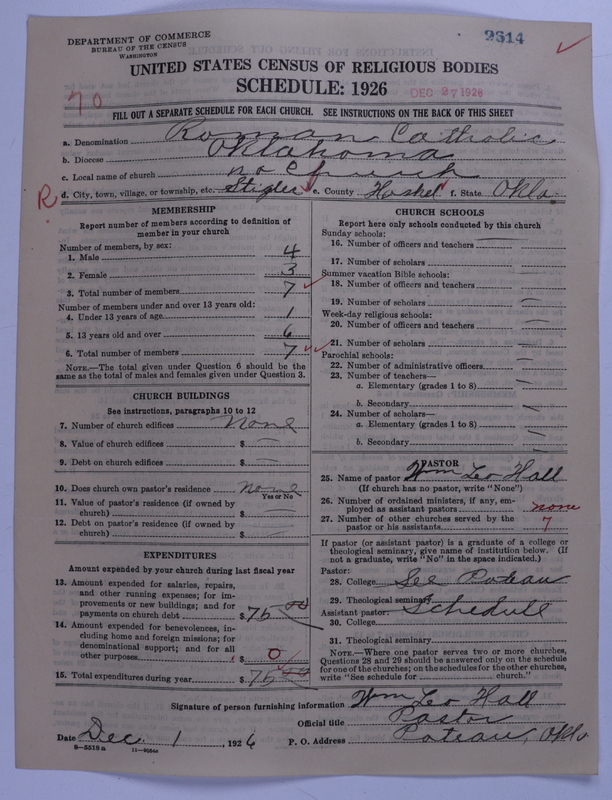 DEPARTMENT OF COMMERCE
BUREAU OF THE CENSUS
WASHINGTON
2614
UNITED STATES CENSUS OF RELIGIOUS BODIES
SCHEDULE: 1926
DEC 27 1926
70
FILL OUT A SEPARATE SCHEDULE FOR EACH CHURCH. SEE INSTRUCTIONS ON THE BACK OF THIS SHEET
a. Denomination Roman Catholic
b. Diocese Oklahoma
c. Local name of church no Church
R
d. City, town, village, or township, etc. Stigler e. County Haskel f. State Okla.
MEMBERSHIP
Report number of members according to definition of
member in your church
Number of members, by sex:
1. Male 4
2. Female 3
3. Total number of members 7
Number of members under and over 13 years old:
4. Under 13 years of age 1
5. 13 years old and over 6
6. Total number of members 7
NOTE.—The total given under Question 6 should be
same as the total of males and females given under Question 3.
CHURCH BUILDINGS
See instructions, paragraphs 10 to 12
7. Number of church edifices None
8. Value of church edifices $ —
9. Debt on church edifices $ —
10. Does church own pastor's residence None
Yes or No
11. Value of pastor's residence (if owned by
church) $
12. Debt on pastor's residence (if owned by
church) $
EXPENDITURES
Amount expended by your church during last fiscal year
13. Amount expended for salaries, repairs,
and other running expenses; for im-
provements or new buildings; and for
payments on church debt $ 75 00
14. Amount expended for benevolences, in-
cluding home and foreign missions; for
denominational support; and for all
other purposes $ 0
15. Total expenditures during year $ 75 00
CHURCH SCHOOLS
Report here only schools conducted by this church
Sunday schools:
16. Number of officers and teachers —
17. Number of scholars —
Summer vacation Bible schools:
18. Number of officers and teachers —
19. Number of scholars —
Week-day religious schools:
20. Number of officers and teachers —
21. Number of scholars —
Parochial schools:
22. Number of administrative officers —
23. Number of teachers—
a. Elementary (grades 1 to 8) —
b. Secondary —
24. Number of scholars—
a. Elementary (grades 1 to 8) —
b. Secondary —
PASTOR
25. Name of pastor Wm Leo Hall
(If church has no pastor, write "None")
26. Number of ordained ministers, if any, em-
ployed as assistant pastors none
27. Number of other churches served by the
pastor or his assistants 7
If pastor (or assistant pastor) is a graduate of a college or
theological seminary, give name of institution below. (If
not a graduate, write "No" in the place indicated.)
Pastor:
28. College See Poteau
29. Theological seminary Schedule
Assistant pastor:
30. College
31. Theological seminary
NOTE.—Where one pastor serves two or more churches,
Questions 28 and 29 should be answered only on the schedule
for one of the churches; on the schedules for the other churches,
write "See schedule for church."
Signature of person furnishing information Wm Leo Hall
Official title Pastor
Date Dec. 1, 1926 P. O. Address Poteau, Okla
8—5518 a